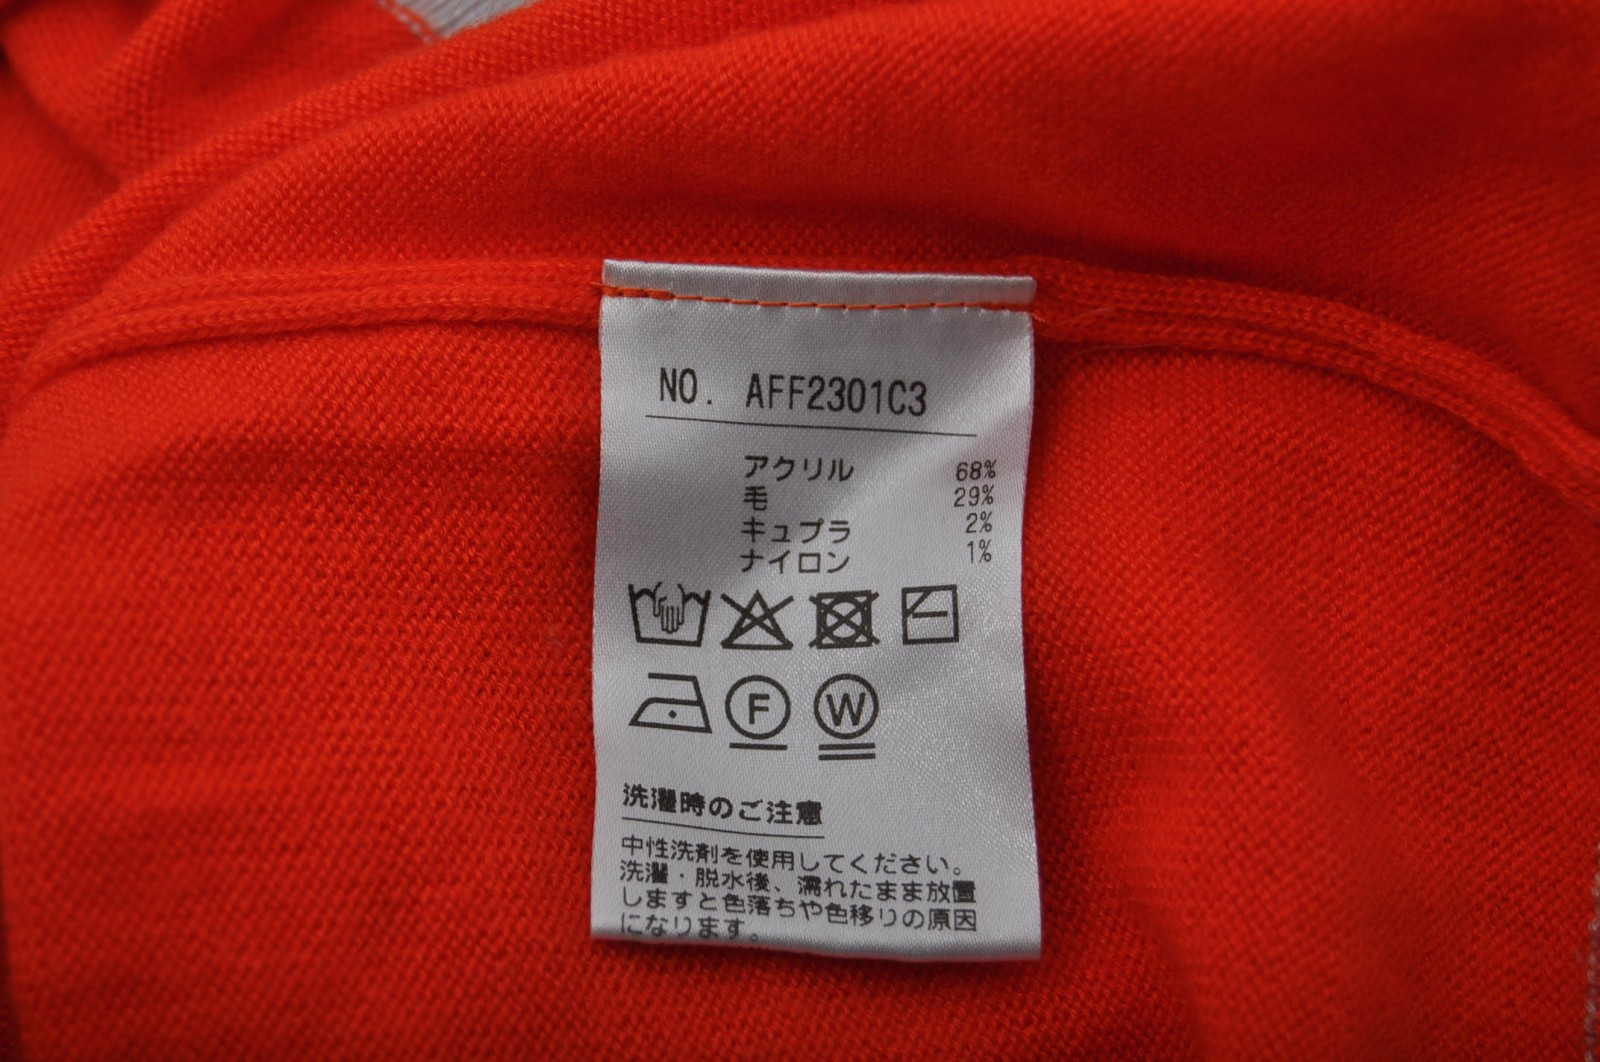 NO. AFF2301C3
アクリル 68%
毛 29%
キュプラ 2%
ナイロン 1%
F W
洗濯時のご注意
中性洗剤を使用してください。
洗濯・脱水後、濡れたまま放置
しますと色落ちや色移りの原因
になります。